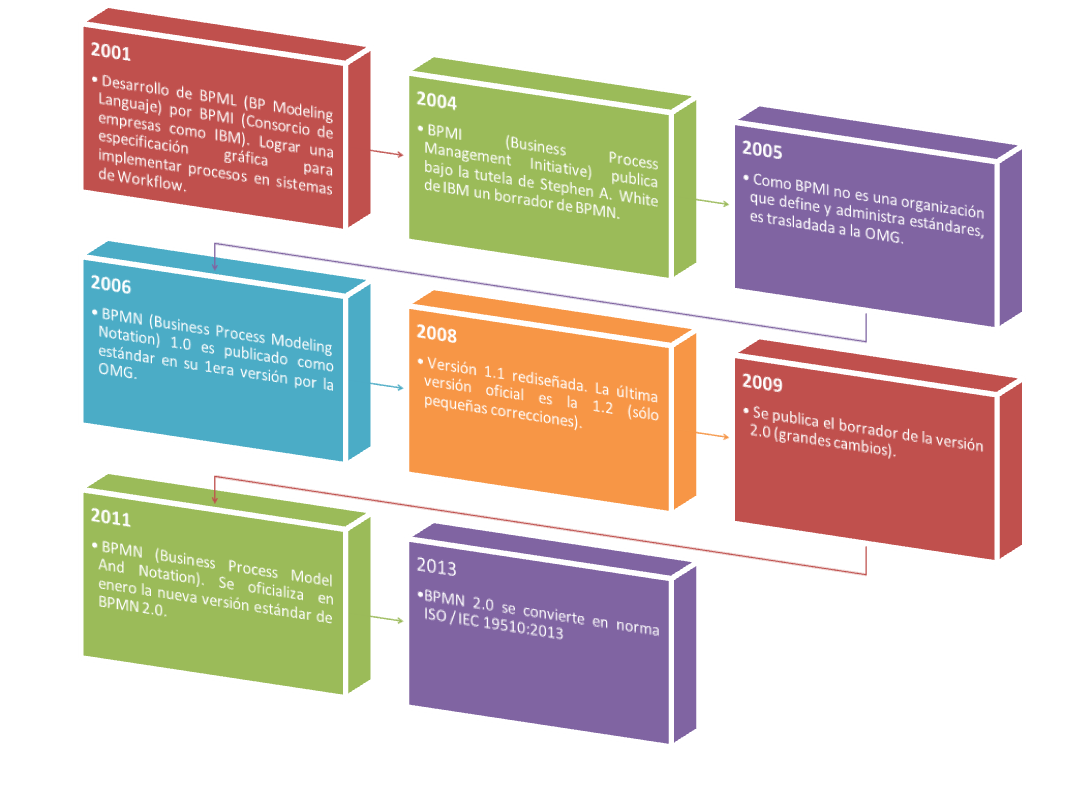 2001
• Desarrollo de BPML (BP Modeling
Languaje) por BPMI (Consorcio de
empresas como IBM). Lograr una
especificación gráfica para
implementar procesos en sistemas
de Workflow.
2004
• BPMI (Business Process
Management Initiative) publica
bajo la tutela de Stephen A. White
de IBM un borrador de BPMN.
2005
• Como BPMI no es una organización
que define y administra estándares,
es trasladada a la OMG.
2006
• BPMN (Business Process Modeling
Notation) 1.0 es publicado como
estándar en su 1era versión por la
OMG.
2008
• Versión 1.1 rediseñada. La última
versión oficial es la 1.2 (sólo
pequeñas correcciones).
2009
• Se publica el borrador de la versión
2.0 (grandes cambios).
2011
• BPMN (Business Process Model
And Notation). Se oficializa en
enero la nueva versión estándar de
BPMN 2.0.
2013
•BPMN 2.0 se convierte en norma
ISO / IEC 19510:2013